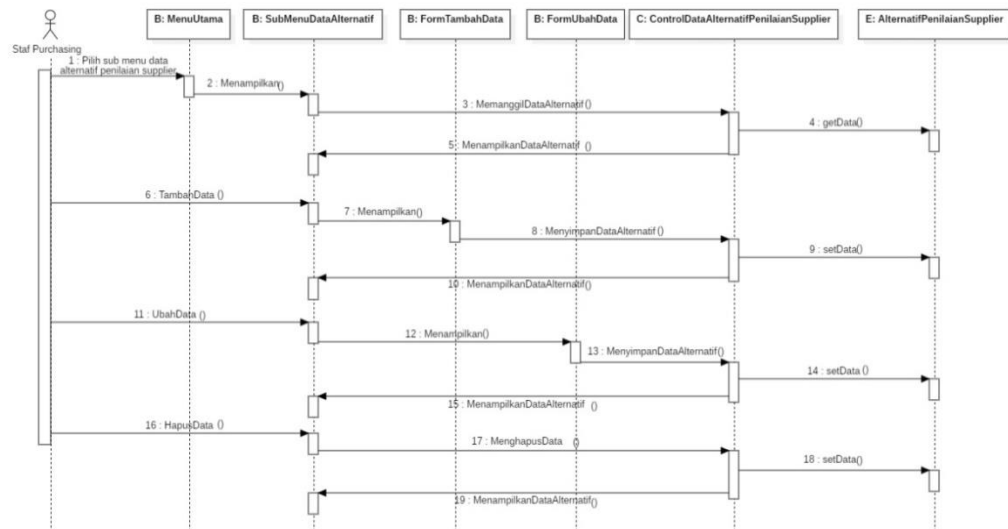 B: MenuUtama
B: SubMenuDataAlternatif
B: FormTambahData
B: FormUbahData
C: ControlDataAlternatifPenilaianSupplier
E: AlternatifPenilaianSupplier
Staf Purchasing
1 : Pilih sub menu data
alternatif penilaian supplier
2 : Menampilkan()
3 : MemanggilDataAlternatif()
4 : getData()
5 : MenampilkanDataAlternatif ()
6 : TambahData ()
7 : Menampilkan()
8 : MenyimpanDataAlternatif()
9 : setData()
10 : MenampilkanDataAlternatif()
11 : UbahData ()
12 : Menampilkan()
13 : MenyimpanDataAlternatif()
14 : setData ()
15 : MenampilkanDataAlternatif ()
16 : HapusData ()
17 : MenghapusData ()
18 : setData()
19 : MenampilkanDataAlternatif()